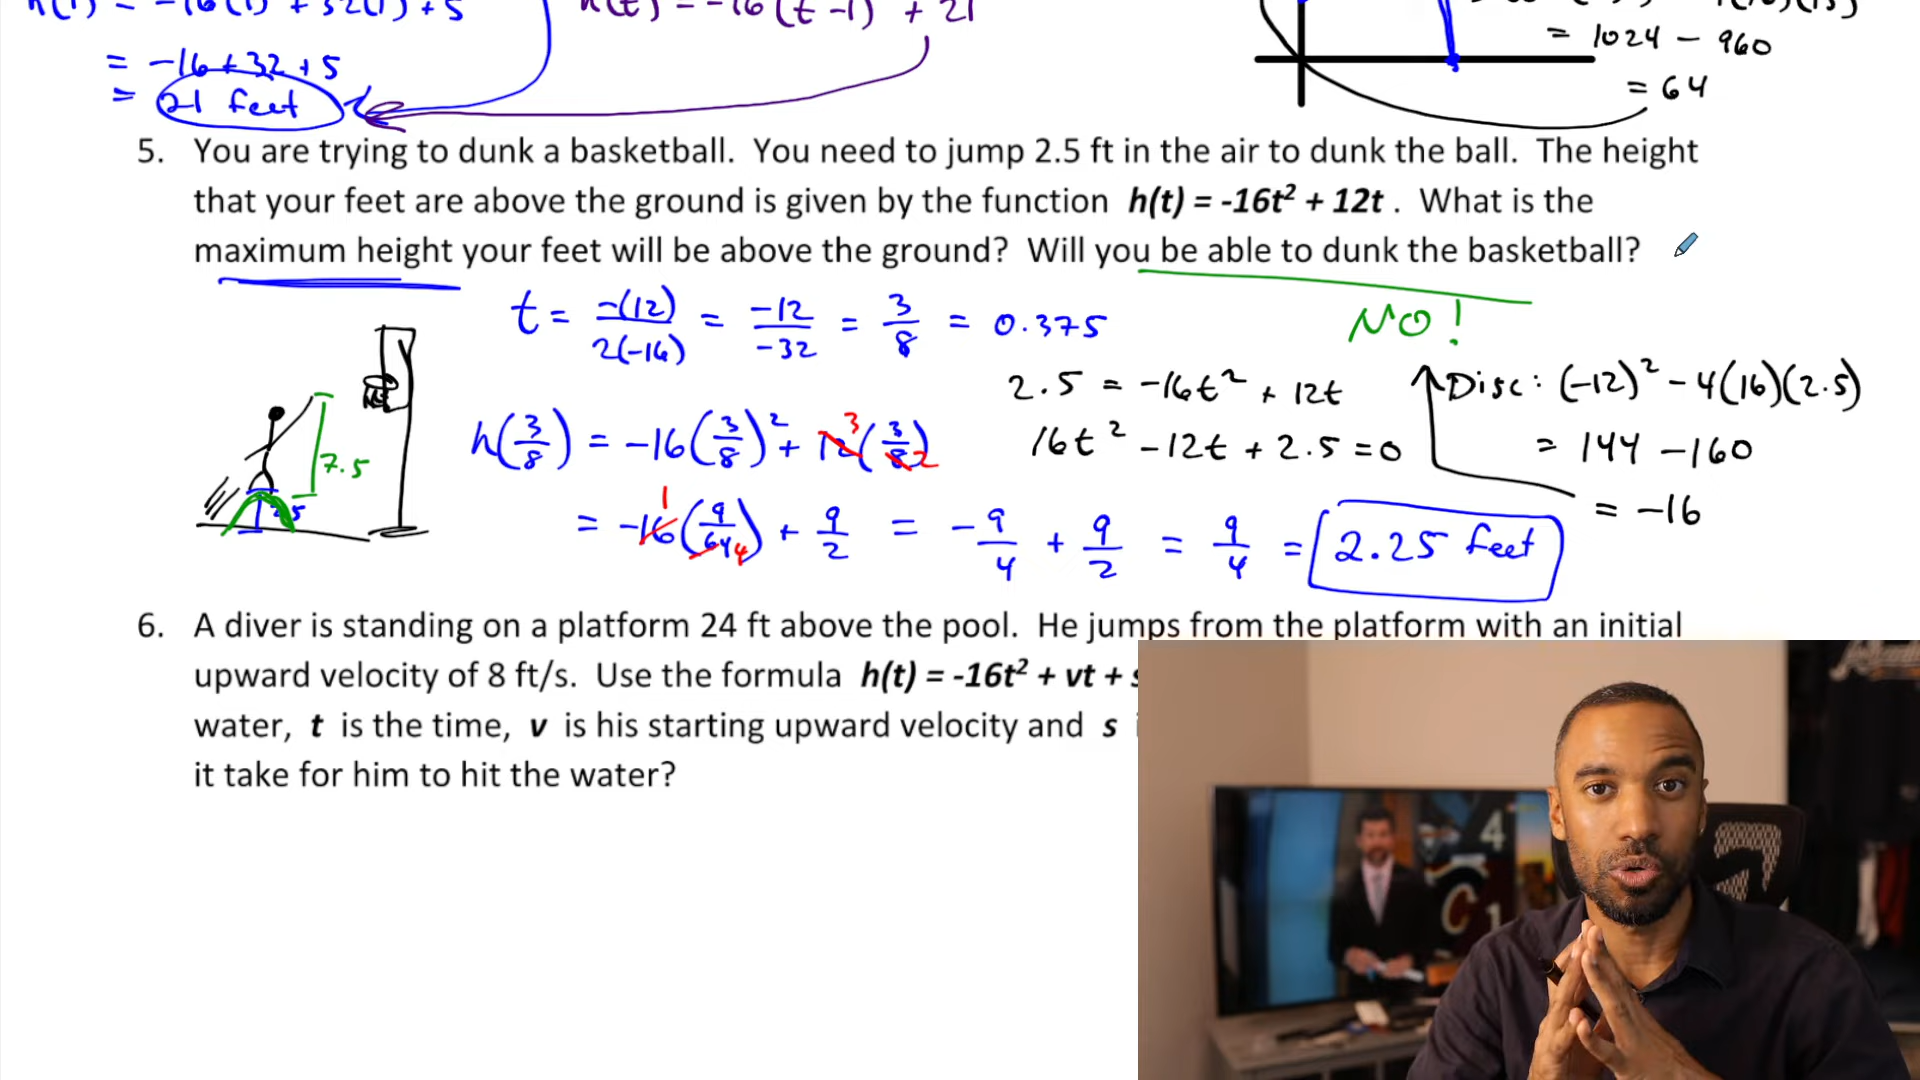 = -16 + 32 + 5
= 21 feet
= 1024 - 960
= 64
5. You are trying to dunk a basketball. You need to jump 2.5 ft in the air to dunk the ball. The height
that your feet are above the ground is given by the function h(t) = -16t² + 12t . What is the
maximum height your feet will be above the ground? Will you be able to dunk the basketball?
t = -(12)/2(-16) = -12/-32 = 3/8 = 0.375
NO!
2.5 = -16t² + 12t
16t² - 12t + 2.5 = 0
Disc: (-12)² - 4(16)(2.5)
= 144 - 160
= -16
7.5
h(3/8) = -16(3/8)² + 12(3/8)
3
2
= -16(9/64) + 9/2 = -9/4 + 9/2 = 9/4 = 2.25 feet
1
4
6. A diver is standing on a platform 24 ft above the pool. He jumps from the platform with an initial
upward velocity of 8 ft/s. Use the formula h(t) = -16t² + vt +
water, t is the time, v is his starting upward velocity and s
it take for him to hit the water?
4
C 1